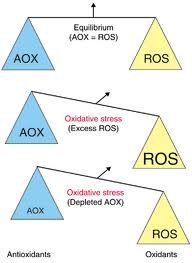 Equilibrium
(AOX = ROS)
AOX
ROS
Oxidative stress
(Excess ROS)
AOX
ROS
Oxidative stress
(Depleted AOX)
AOX
ROS
Antioxidants
Oxidants